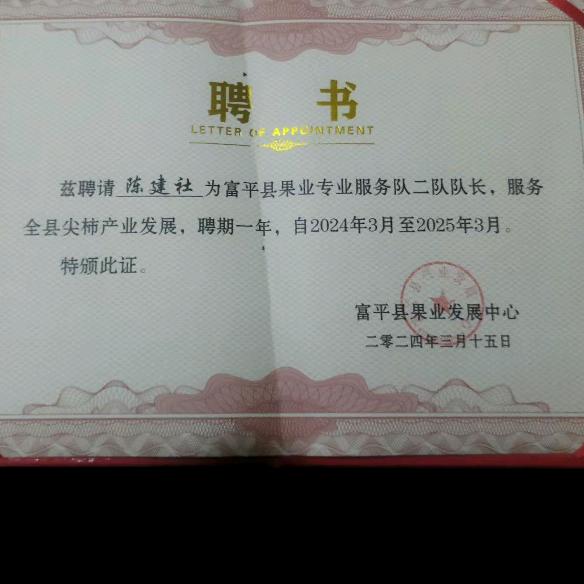 聘书
LETTER OF APPOINTMENT
兹聘请 陈建社 为富平县果业专业服务队二队队长，服务
全县尖柿产业发展，聘期一年，自2024年3月至2025年3月。
特颁此证。
富平县果业发展中心
二零二四年三月十五日